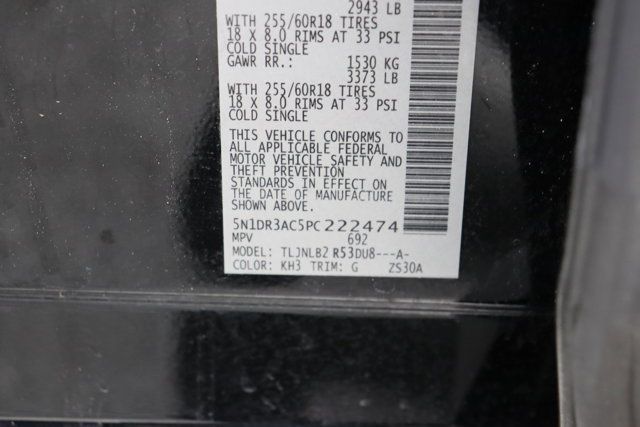 2943 LB
WITH 255/60R18 TIRES
18 X 8.0 RIMS AT 33 PSI
COLD SINGLE
GAWR RR.: 1530 KG
3373 LB
WITH 255/60R18 TIRES
18 X 8.0 RIMS AT 33 PSI
COLD SINGLE
THIS VEHICLE CONFORMS TO
ALL APPLICABLE FEDERAL
MOTOR VEHICLE SAFETY AND
THEFT PREVENTION
STANDARDS IN EFFECT ON
THE DATE OF MANUFACTURE
SHOWN ABOVE.
5N1DR3AC5PC222474
MPV 692
MODEL: TLJNLB2 R53DU8---A-
COLOR: KH3 TRIM: G ZS30A